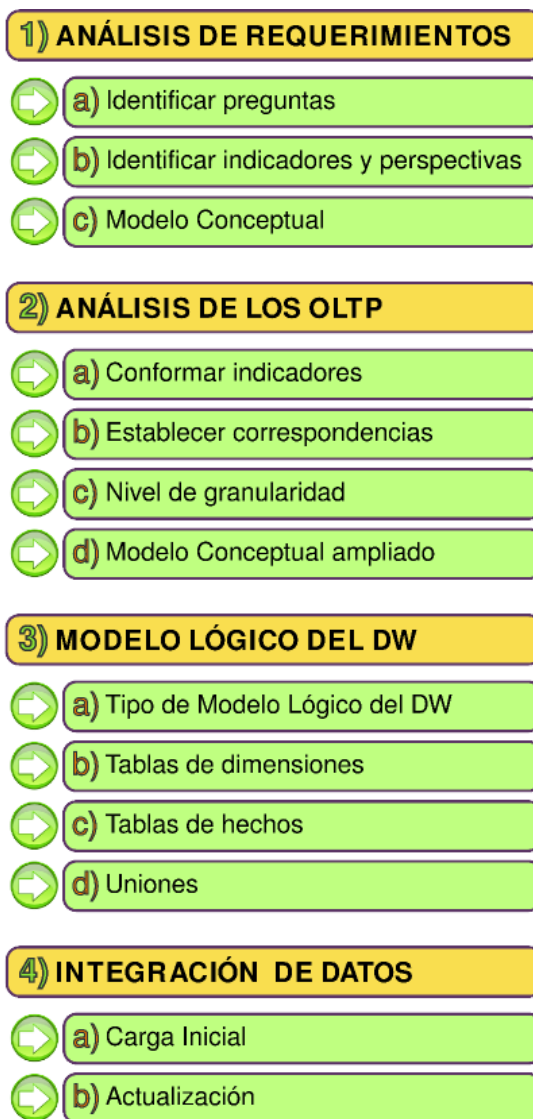 1) ANÁLISIS DE REQUERIMIENTOS
a) Identificar preguntas
b) Identificar indicadores y perspectivas
c) Modelo Conceptual
2) ANÁLISIS DE LOS OLTP
a) Conformar indicadores
b) Establecer correspondencias
c) Nivel de granularidad
d) Modelo Conceptual ampliado
3) MODELO LÓGICO DEL DW
a) Tipo de Modelo Lógico del DW
b) Tablas de dimensiones
c) Tablas de hechos
d) Uniones
4) INTEGRACIÓN DE DATOS
a) Carga Inicial
b) Actualización